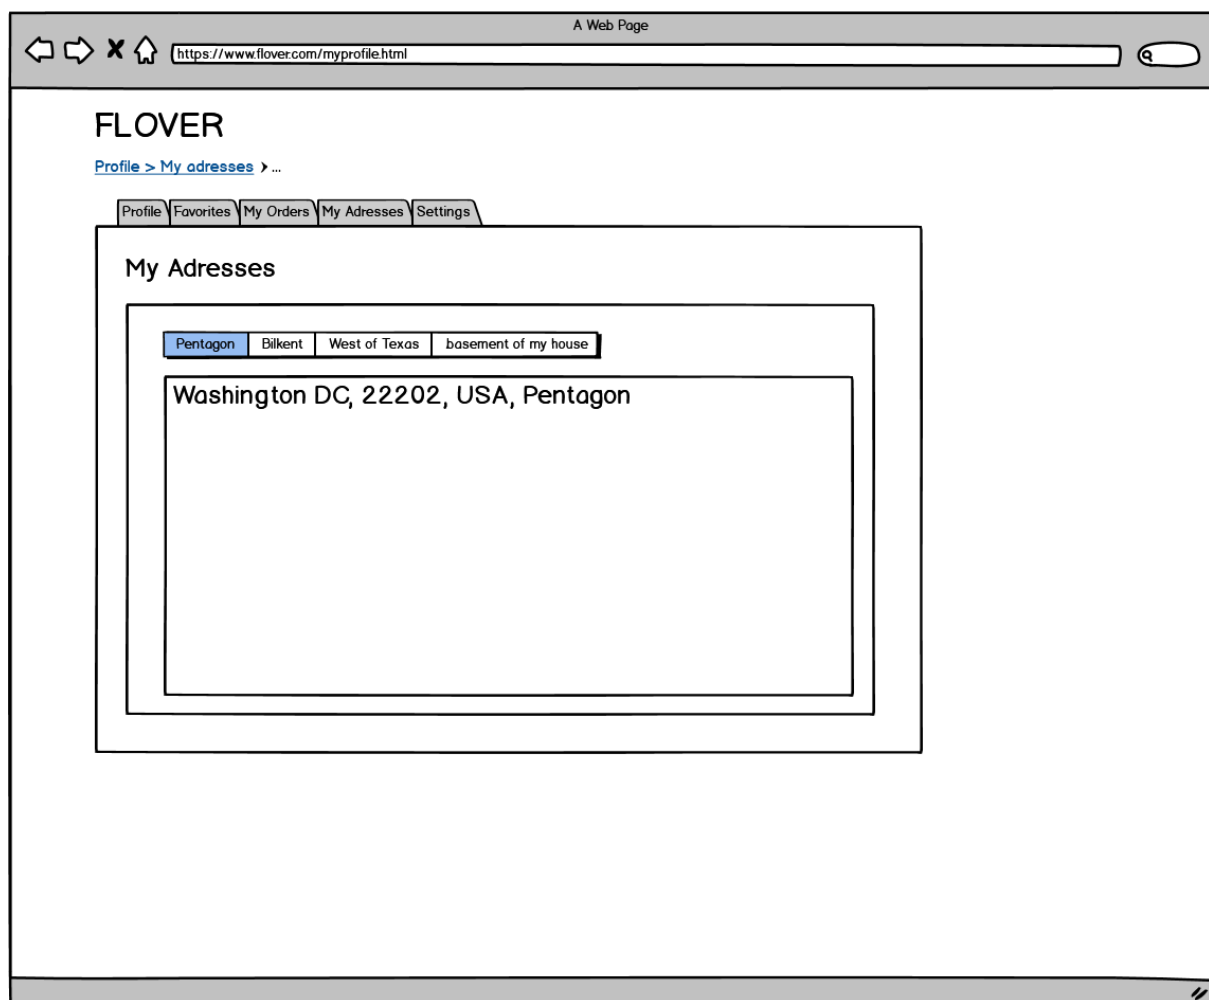 A Web Page
https://www.flover.com/myprofile.html
FLOVER
Profile > My adresses > ...
Profile Favorites My Orders My Adresses Settings
My Adresses
Pentagon Bilkent West of Texas basement of my house
Washington DC, 22202, USA, Pentagon